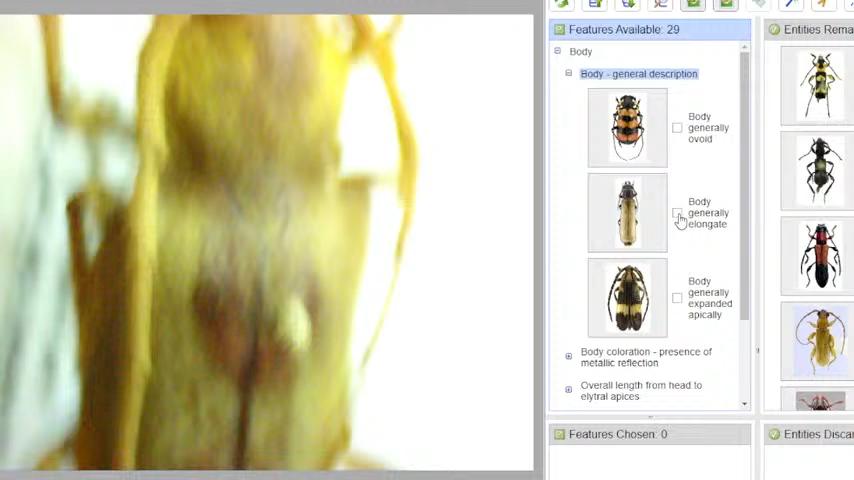 Features Available: 29
Entities Rema
Body
Body - general description
Body
generally
ovoid
Body
generally
elongate
Body
generally
expanded
apically
Body coloration - presence of
metallic reflection
Overall length from head to
elytral apices
Features Chosen: 0
Entities Discar